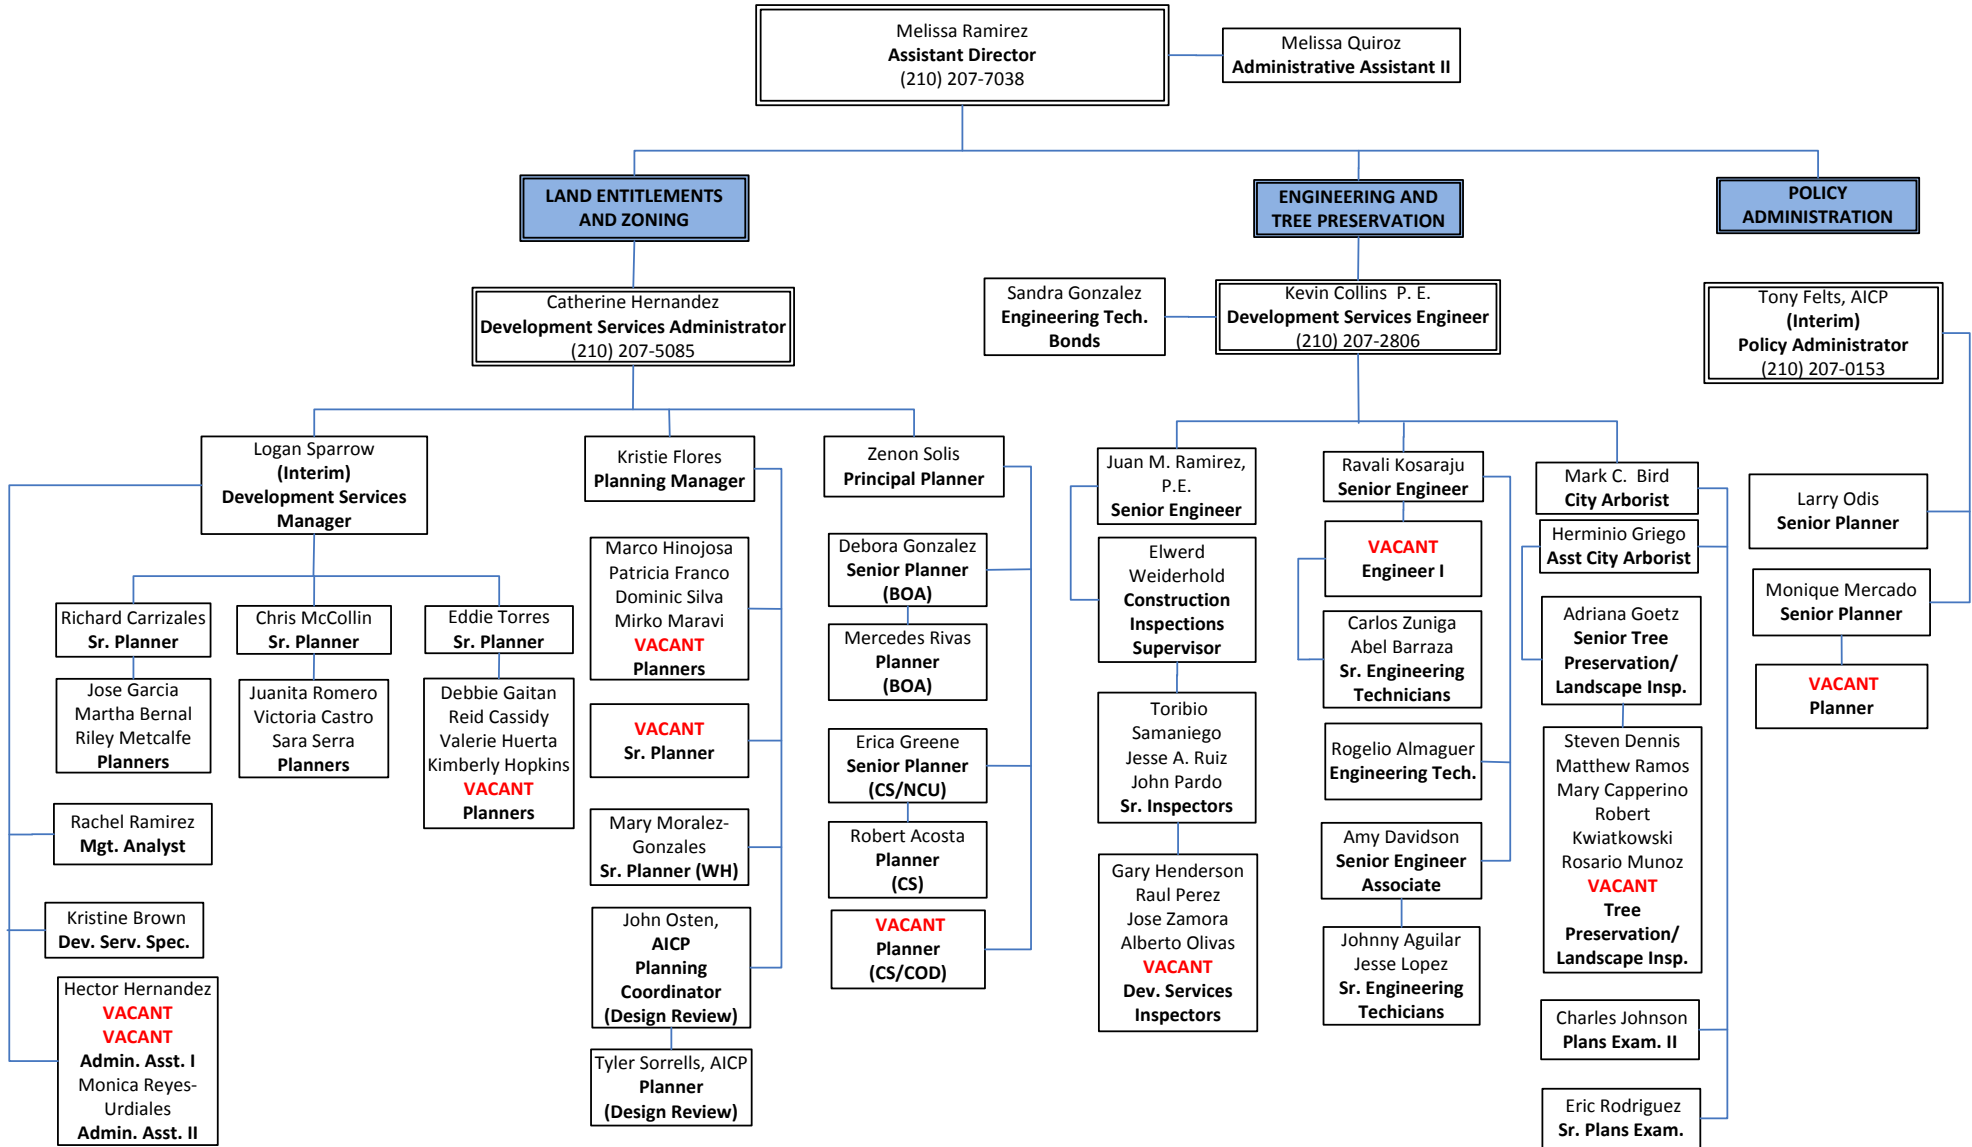 Melissa Ramirez
Assistant Director
(210) 207-7038
Melissa Quiroz
Administrative Assistant II
LAND ENTITLEMENTS
AND ZONING
ENGINEERING AND
TREE PRESERVATION
POLICY
ADMINISTRATION
Catherine Hernandez
Development Services Administrator
(210) 207-5085
Sandra Gonzalez
Engineering Tech.
Bonds
Kevin Collins  P. E.
Development Services Engineer
(210) 207-2806
Tony Felts, AICP
(Interim)
Policy Administrator
(210) 207-0153
Logan Sparrow
(Interim)
Development Services
Manager
Richard Carrizales
Sr. Planner
Jose Garcia
Martha Bernal
Riley Metcalfe
Planners
Chris McCollin
Sr. Planner
Juanita Romero
Victoria Castro
Sara Serra
Planners
Eddie Torres
Sr. Planner
Debbie Gaitan
Reid Cassidy
Valerie Huerta
Kimberly Hopkins
VACANT
Planners
Rachel Ramirez
Mgt. Analyst
Kristine Brown
Dev. Serv. Spec.
Hector Hernandez
VACANT
VACANT
Admin. Asst. I
Monica Reyes-
Urdiales
Admin. Asst. II
Kristie Flores
Planning Manager
Marco Hinojosa
Patricia Franco
Dominic Silva
Mirko Maravi
VACANT
Planners
VACANT
Sr. Planner
Mary Moralez-
Gonzales
Sr. Planner (WH)
John Osten,
AICP
Planning
Coordinator
(Design Review)
Tyler Sorrells, AICP
Planner
(Design Review)
Zenon Solis
Principal Planner
Debora Gonzalez
Senior Planner
(BOA)
Mercedes Rivas
Planner
(BOA)
Erica Greene
Senior Planner
(CS/NCU)
Robert Acosta
Planner
(CS)
VACANT
Planner
(CS/COD)
Juan M. Ramirez,
P.E.
Senior Engineer
Elwerd
Weiderhold
Construction
Inspections
Supervisor
Toribio
Samaniego
Jesse A. Ruiz
John Pardo
Sr. Inspectors
Gary Henderson
Raul Perez
Jose Zamora
Alberto Olivas
VACANT
Dev. Services
Inspectors
Ravali Kosaraju
Senior Engineer
VACANT
Engineer I
Carlos Zuniga
Abel Barraza
Sr. Engineering
Technicians
Rogelio Almaguer
Engineering Tech.
Amy Davidson
Senior Engineer
Associate
Johnny Aguilar
Jesse Lopez
Sr. Engineering
Techicians
Mark C.  Bird
City Arborist
Herminio Griego
Asst City Arborist
Adriana Goetz
Senior Tree
Preservation/
Landscape Insp.
Steven Dennis
Matthew Ramos
Mary Capperino
Robert
Kwiatkowski
Rosario Munoz
VACANT
Tree
Preservation/
Landscape Insp.
Charles Johnson
Plans Exam. II
Eric Rodriguez
Sr. Plans Exam.
Larry Odis
Senior Planner
Monique Mercado
Senior Planner
VACANT
Planner